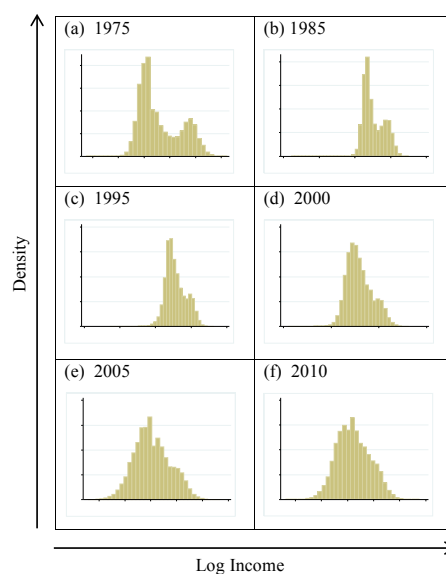 (a) 1975
(b) 1985
(c) 1995
(d) 2000
(e) 2005
(f) 2010
Density
Log Income